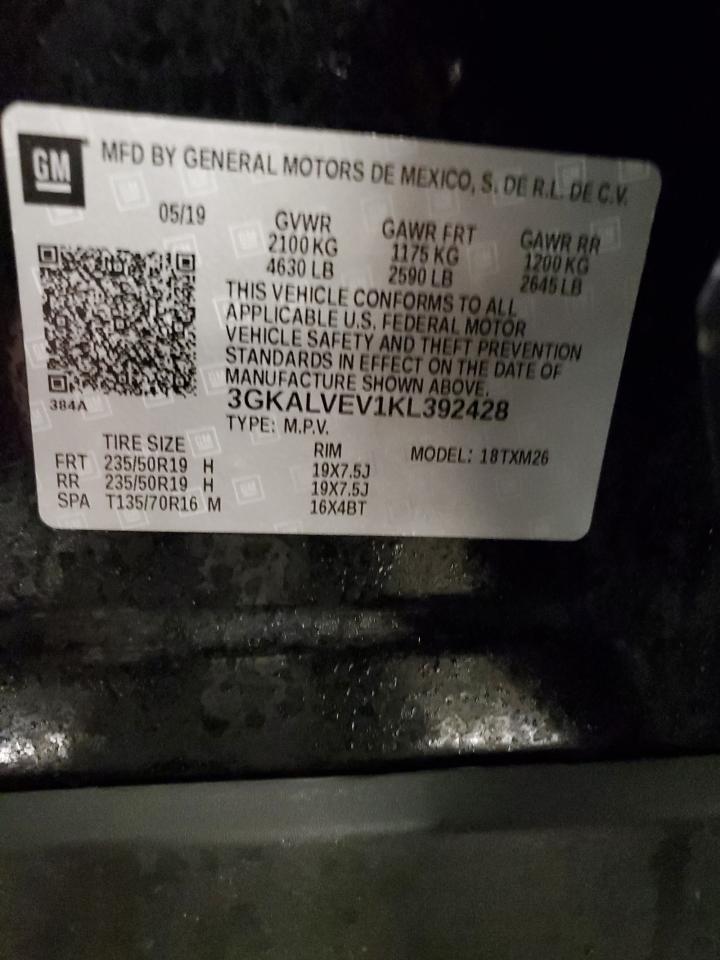 GM
MFD BY GENERAL MOTORS DE MEXICO, S. DE R.L. DE C.V.
05/19
GVWR
2100 KG
4630 LB
GAWR FRT
1175 KG
2590 LB
GAWR RR
1200 KG
2645 LB
THIS VEHICLE CONFORMS TO ALL
APPLICABLE U.S. FEDERAL MOTOR
VEHICLE SAFETY AND THEFT PREVENTION
STANDARDS IN EFFECT ON THE DATE OF
MANUFACTURE SHOWN ABOVE.
384A
3GKALVEV1KL392428
TYPE: M.P.V.
TIRE SIZE RIM MODEL: 18TXM26
FRT 235/50R19 H 19X7.5J
RR 235/50R19 H 19X7.5J
SPA T135/70R16 M 16X4BT